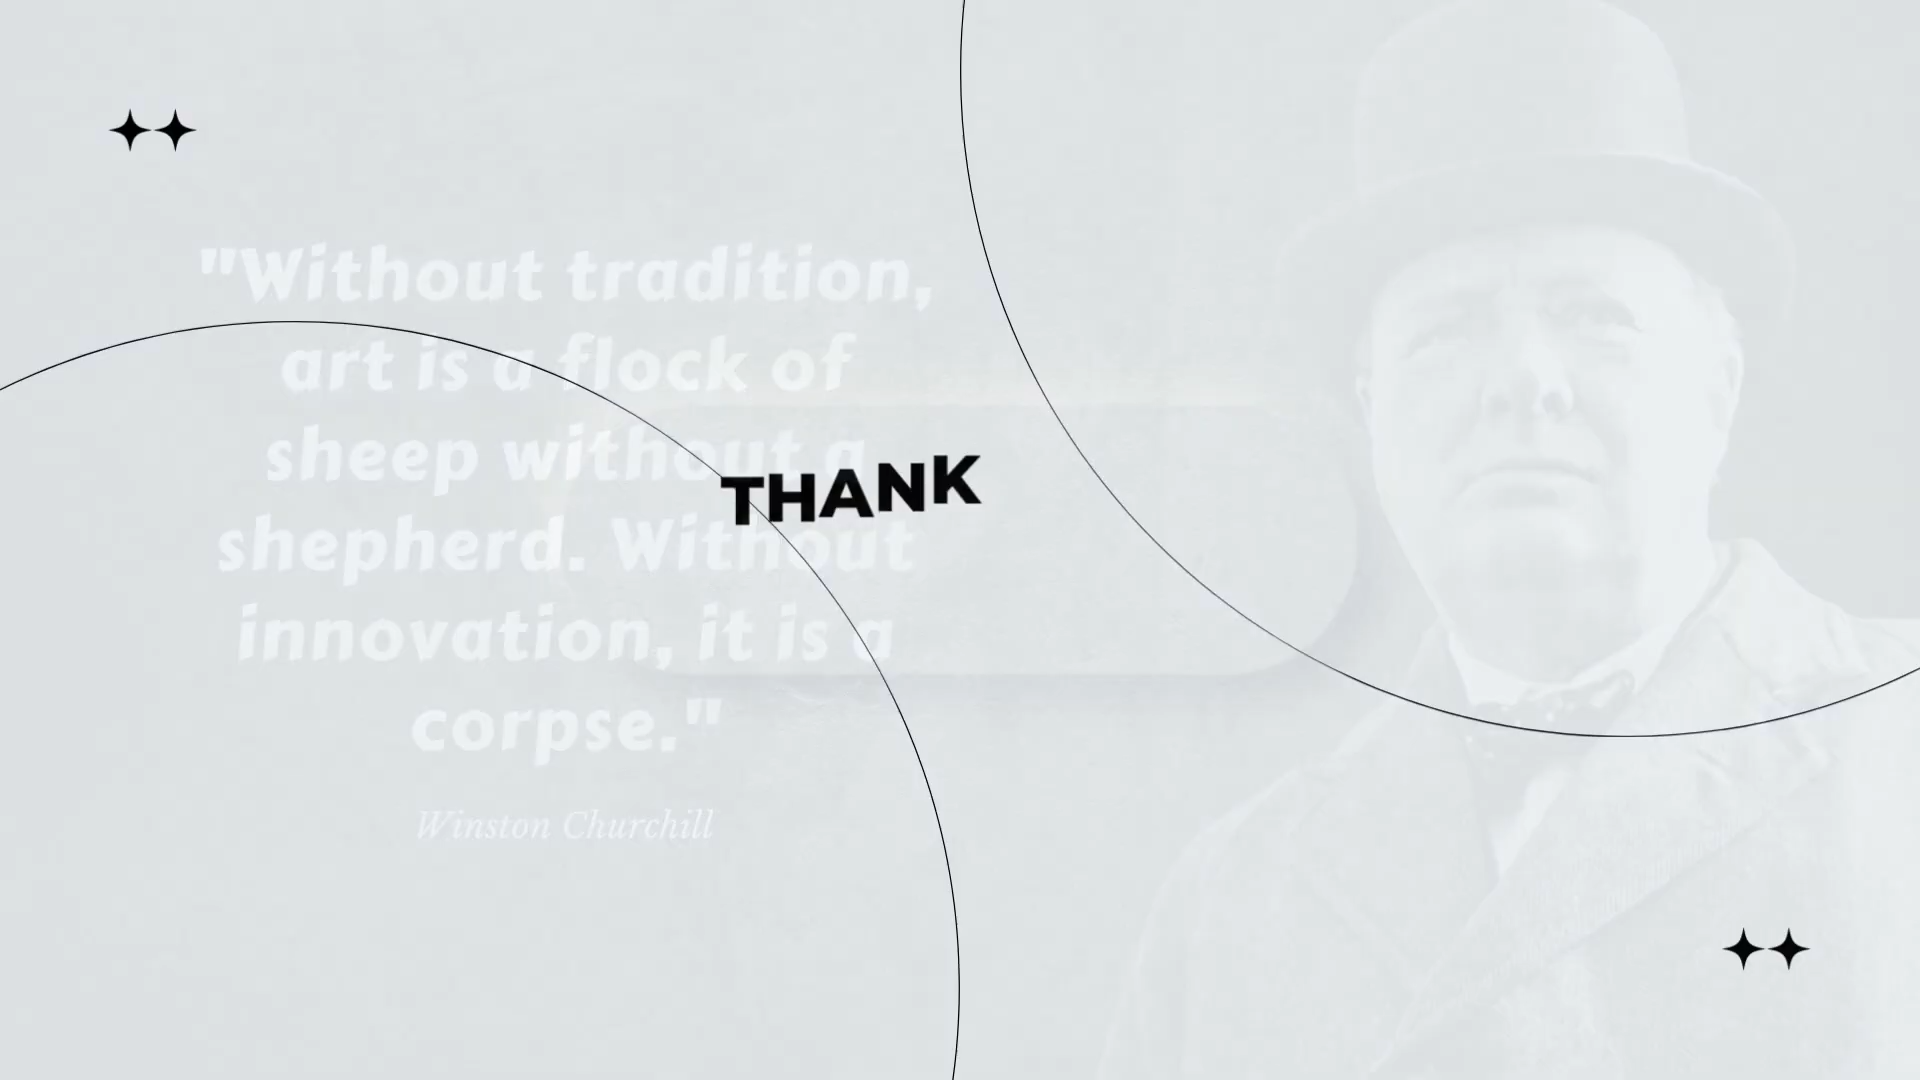 "Without tradition,
art is a flock of
sheep without a
THANK
shepherd. Without
innovation, it is a
corpse."
Winston Churchill